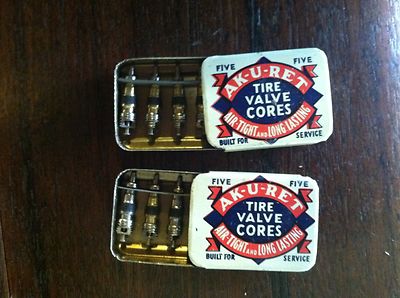 FIVE FIVE
AK-U-RET
TIRE
VALVE
CORES
AIR-TIGHT AND LONG LASTING
BUILT FOR SERVICE
FIVE FIVE
AK-U-RET
TIRE
VALVE
CORES
AIR-TIGHT AND LONG LASTING
BUILT FOR SERVICE